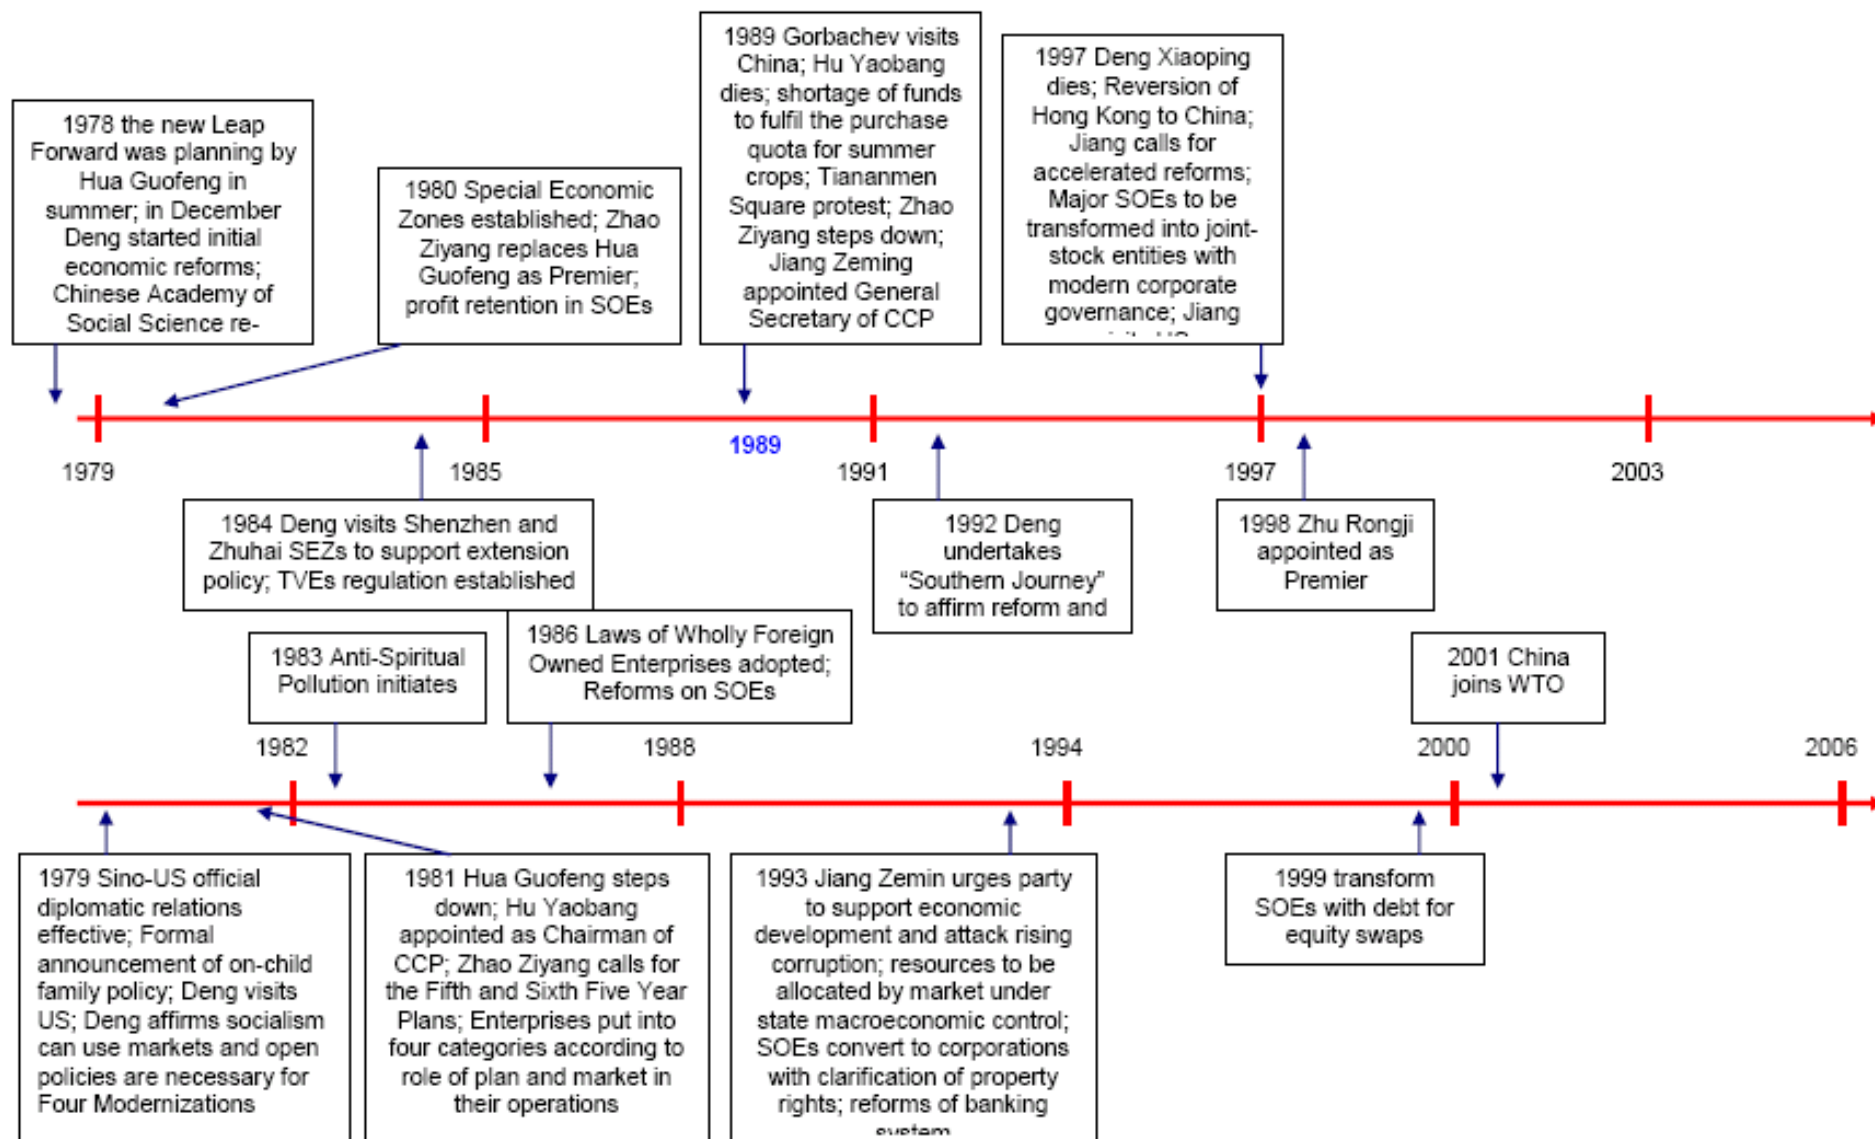 1978 the new Leap
Forward was planning by
Hua Guofeng in
summer; in December
Deng started initial
economic reforms;
Chinese Academy of
Social Science re-
1980 Special Economic
Zones established; Zhao
Ziyang replaces Hua
Guofeng as Premier;
profit retention in SOEs
1989 Gorbachev visits
China; Hu Yaobang
dies; shortage of funds
to fulfil the purchase
quota for summer
crops; Tiananmen
Square protest; Zhao
Ziyang steps down;
Jiang Zeming
appointed General
Secretary of CCP
1997 Deng Xiaoping
dies; Reversion of
Hong Kong to China;
Jiang calls for
accelerated reforms;
Major SOEs to be
transformed into joint-
stock entities with
modern corporate
governance; Jiang
1979
1985
1989
1991
1997
2003
1984 Deng visits Shenzhen and
Zhuhai SEZs to support extension
policy; TVEs regulation established
1992 Deng
undertakes
“Southern Journey”
to affirm reform and
1998 Zhu Rongji
appointed as
Premier
1983 Anti-Spiritual
Pollution initiates
1986 Laws of Wholly Foreign
Owned Enterprises adopted;
Reforms on SOEs
2001 China
joins WTO
1982
1988
1994
2000
2006
1979 Sino-US official
diplomatic relations
effective; Formal
announcement of on-child
family policy; Deng visits
US; Deng affirms socialism
can use markets and open
policies are necessary for
Four Modernizations
1981 Hua Guofeng steps
down; Hu Yaobang
appointed as Chairman of
CCP; Zhao Ziyang calls for
the Fifth and Sixth Five Year
Plans; Enterprises put into
four categories according to
role of plan and market in
their operations
1993 Jiang Zemin urges party
to support economic
development and attack rising
corruption; resources to be
allocated by market under
state macroeconomic control;
SOEs convert to corporations
with clarification of property
rights; reforms of banking
system
1999 transform
SOEs with debt for
equity swaps